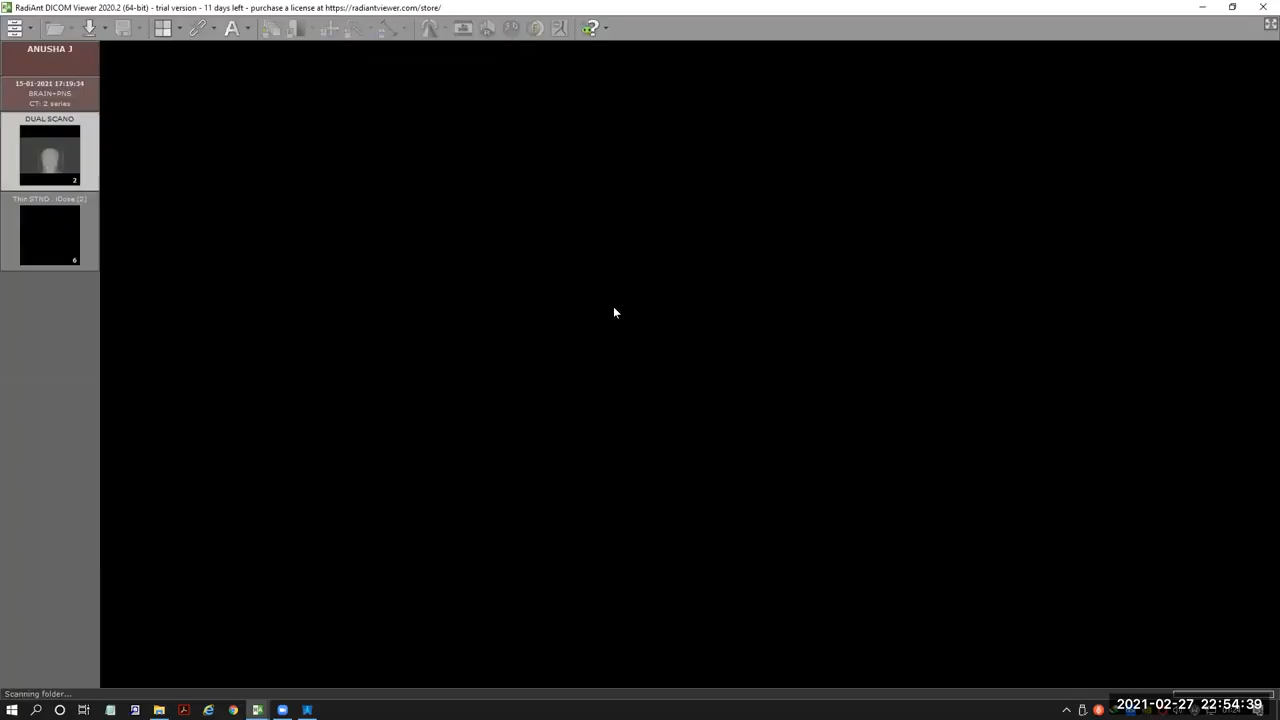 RadiAnt DICOM Viewer 2020.2 (64-bit) - trial version - 11 days left - purchase a license at https://radiantviewer.com/store/
ANUSHA J
15-01-2021 17:19:34
BRAIN+PNS
CT: 2 series
DUAL SCANO
2
Thin STND , iDose [2]
6
Scanning folder...
2021-02-27 22:54:39